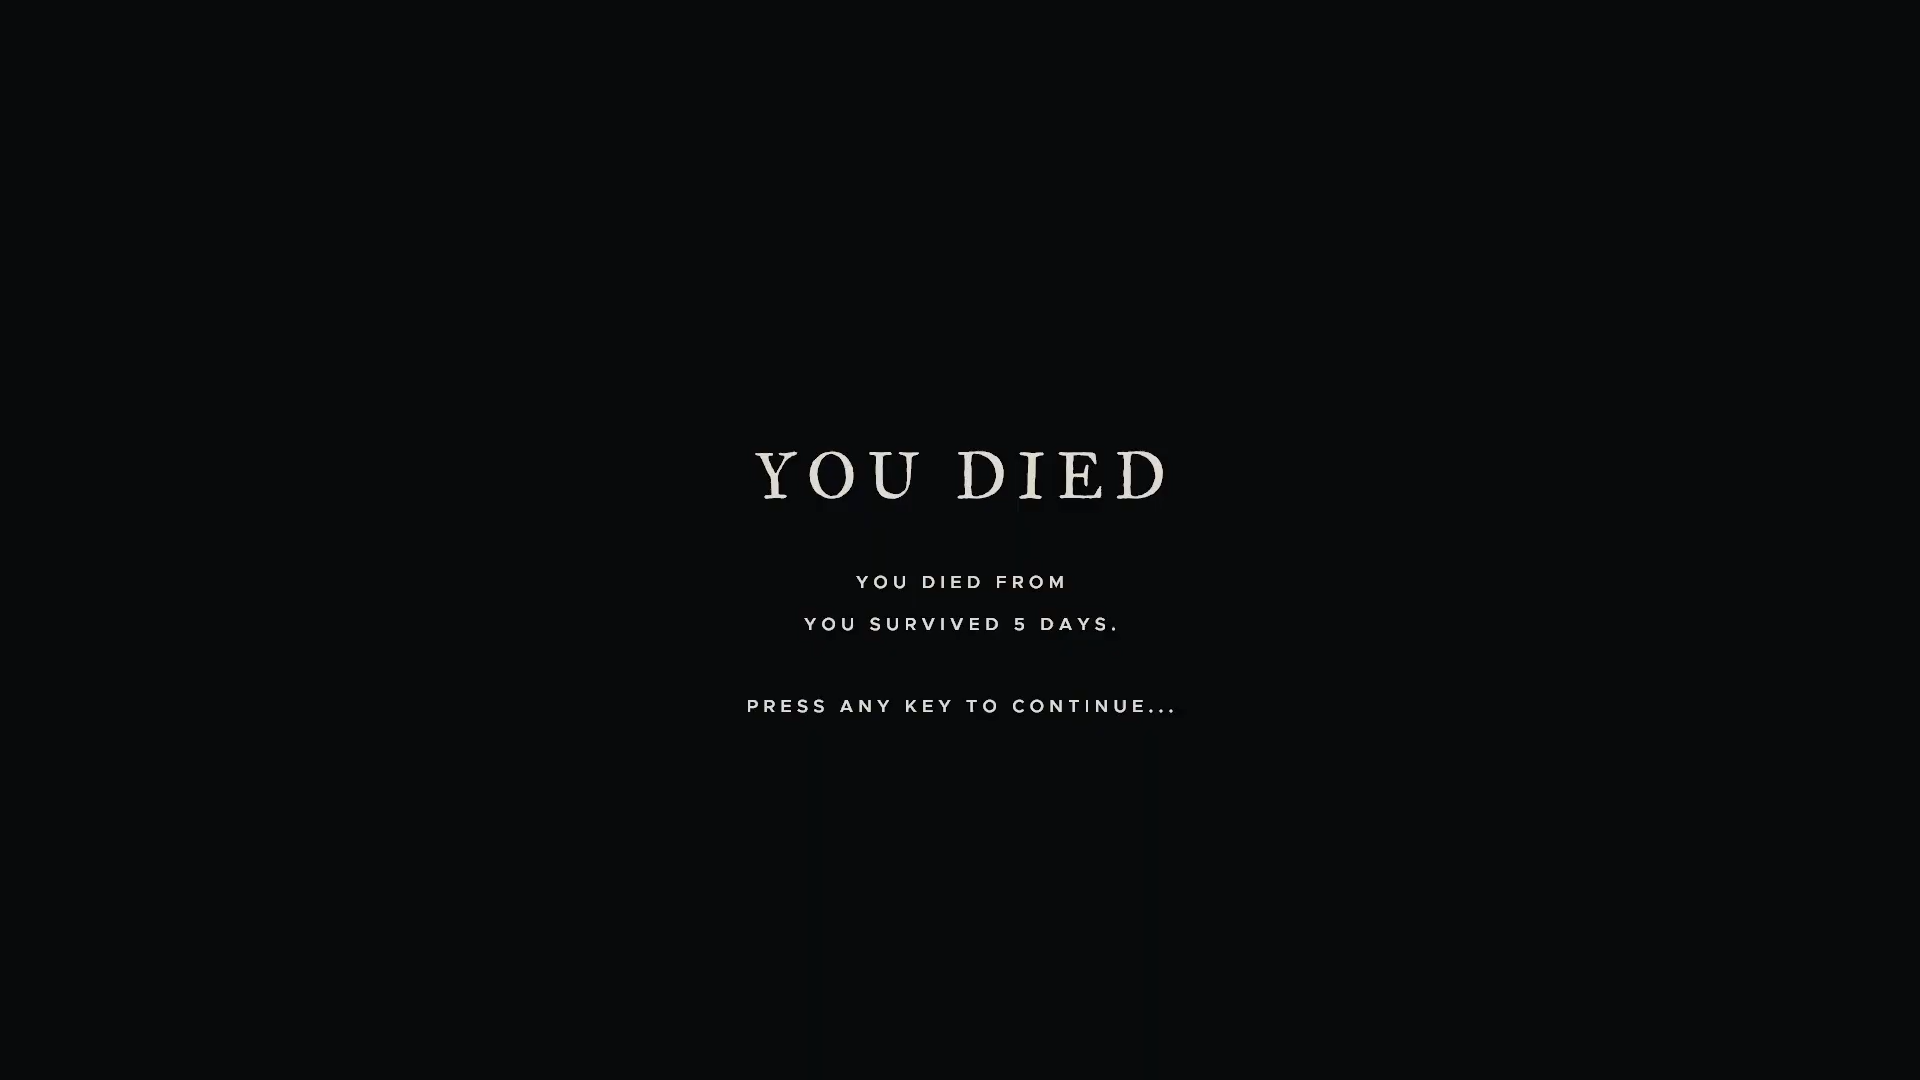 YOU DIED
YOU DIED FROM
YOU SURVIVED 5 DAYS.
PRESS ANY KEY TO CONTINUE...